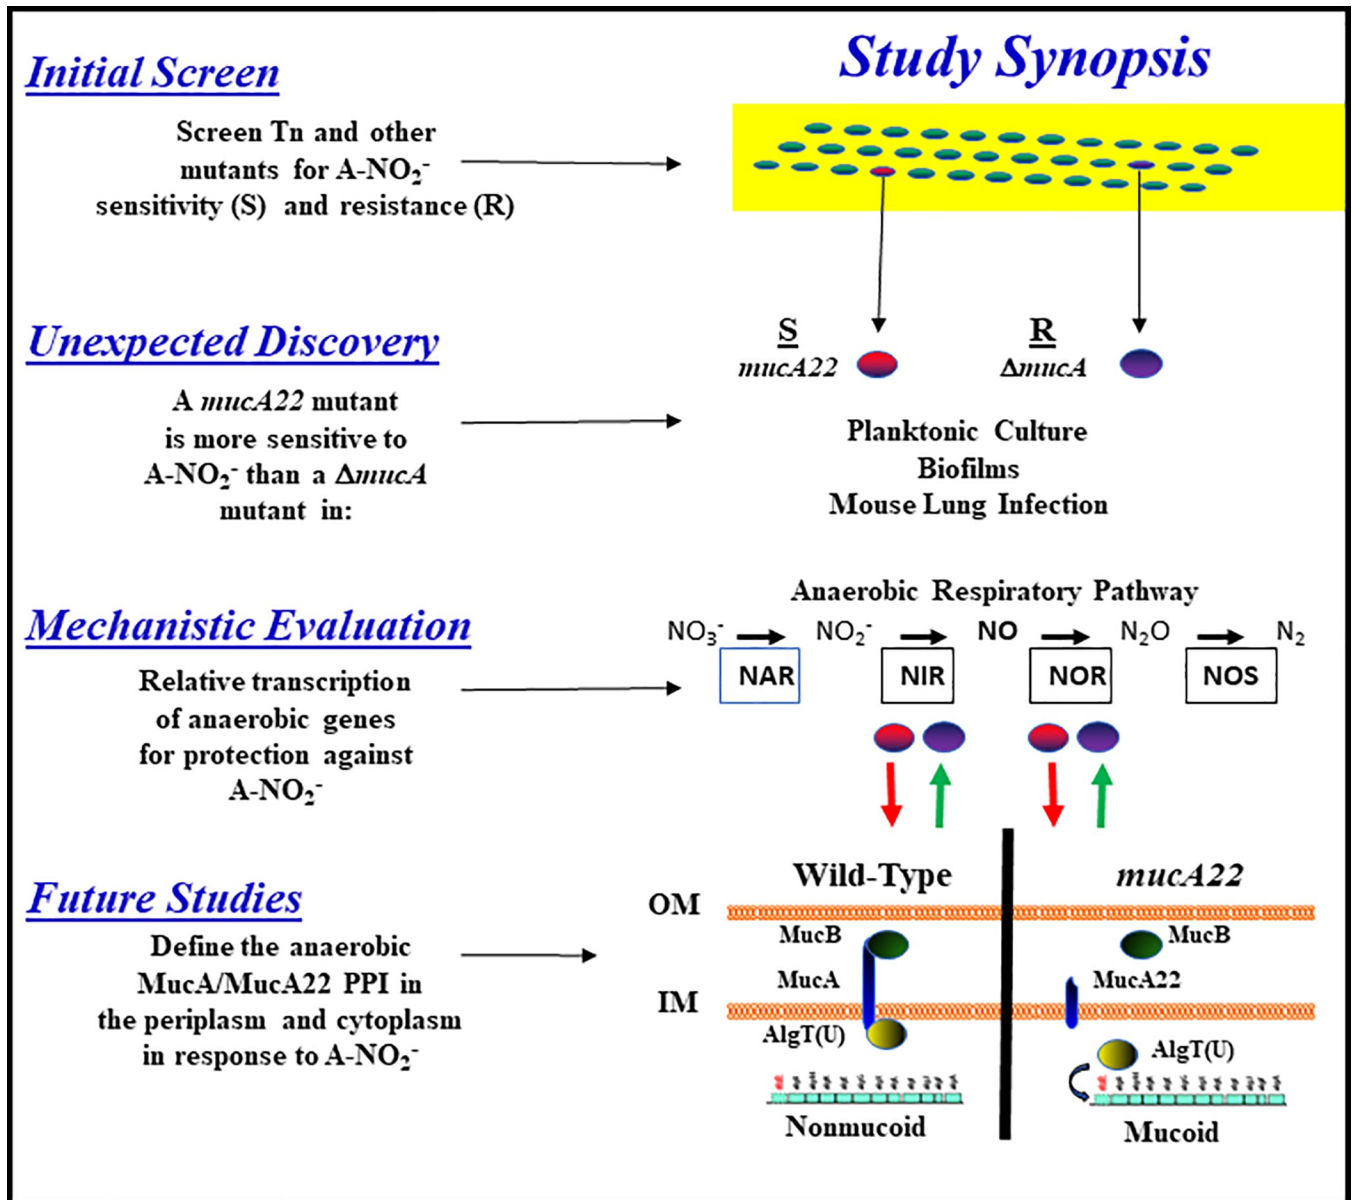 Study Synopsis
Initial Screen
Screen Tn and other
mutants for A-NO₂⁻
sensitivity (S) and resistance (R)
Unexpected Discovery
A mucA22 mutant
is more sensitive to
A-NO₂⁻ than a ΔmucA
mutant in:
S
mucA22
R
ΔmucA
Planktonic Culture
Biofilms
Mouse Lung Infection
Mechanistic Evaluation
Relative transcription
of anaerobic genes
for protection against
A-NO₂⁻
Anaerobic Respiratory Pathway
NO₃⁻ NO₂⁻ NO N₂O N₂
NAR NIR NOR NOS
Future Studies
Define the anaerobic
MucA/MucA22 PPI in
the periplasm and cytoplasm
in response to A-NO₂⁻
Wild-Type
OM
MucB
MucA
IM
AlgT(U)
Nonmucoid
mucA22
MucB
MucA22
AlgT(U)
Mucoid